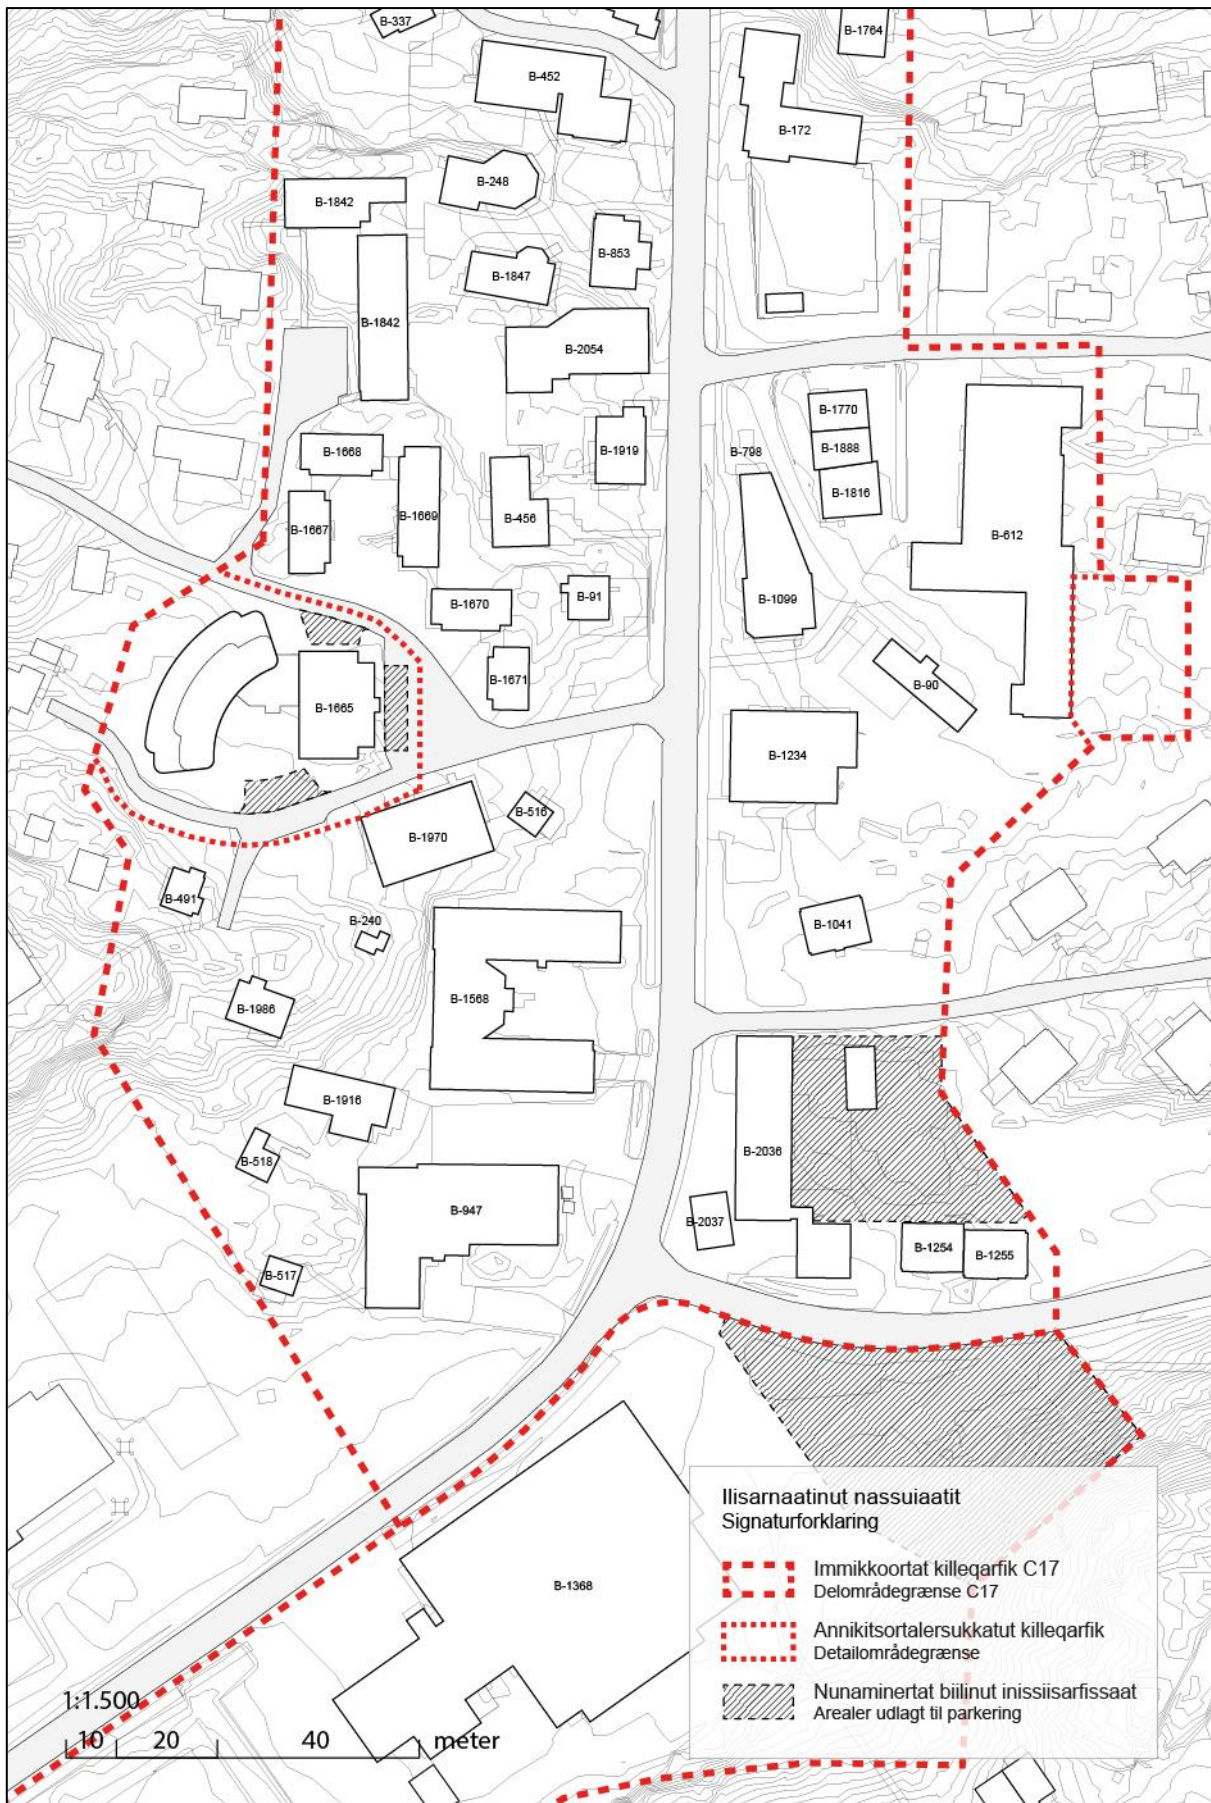 B-337
B-1764
B-452
B-172
B-248
B-1842
B-853
B-1847
B-1842
B-2054
B-1770
B-1668
B-1888
B-1919
B-798
B-1669
B-1816
B-456
B-1667
B-612
B-1670
B-91
B-1099
B-1671
B-90
B-1665
B-1234
B-516
B-1970
B-491
B-240
B-1041
B-1568
B-1986
B-1916
B-2036
B-518
B-947
B-2037
B-1254
B-1255
B-517
B-1368
Ilisarnaatinut nassuiaatit
Signaturforklaring
Immikkoortat killeqarfik C17
Delområdegrænse C17
Annikitsortalersukkatut killeqarfik
Detailområdegrænse
Nunaminertat biilinut inissiisarfissaat
Arealer udlagt til parkering
1:1.500
10 20 40 meter